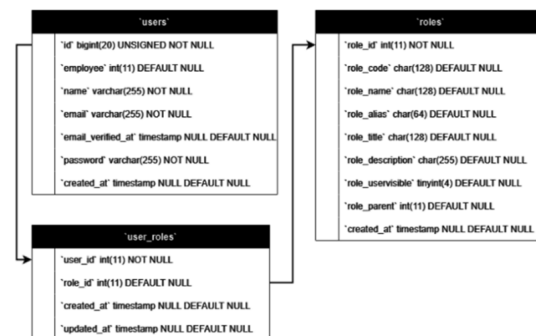 `users`
`id` bigint(20) UNSIGNED NOT NULL
`employee` int(11) DEFAULT NULL
`name` varchar(255) NOT NULL
`email` varchar(255) NOT NULL
`email_verified_at` timestamp NULL DEFAULT NULL
`password` varchar(255) NOT NULL
`created_at` timestamp NULL DEFAULT NULL
`roles`
`role_id` int(11) NOT NULL
`role_code` char(128) DEFAULT NULL
`role_name` char(128) DEFAULT NULL
`role_alias` char(64) DEFAULT NULL
`role_title` char(128) DEFAULT NULL
`role_description` char(255) DEFAULT NULL
`role_uservisible` tinyint(4) DEFAULT NULL
`role_parent` int(11) DEFAULT NULL
`created_at` timestamp NULL DEFAULT NULL
`user_roles`
`user_id` int(11) NOT NULL
`role_id` int(11) DEFAULT NULL
`created_at` timestamp NULL DEFAULT NULL
`updated_at` timestamp NULL DEFAULT NULL